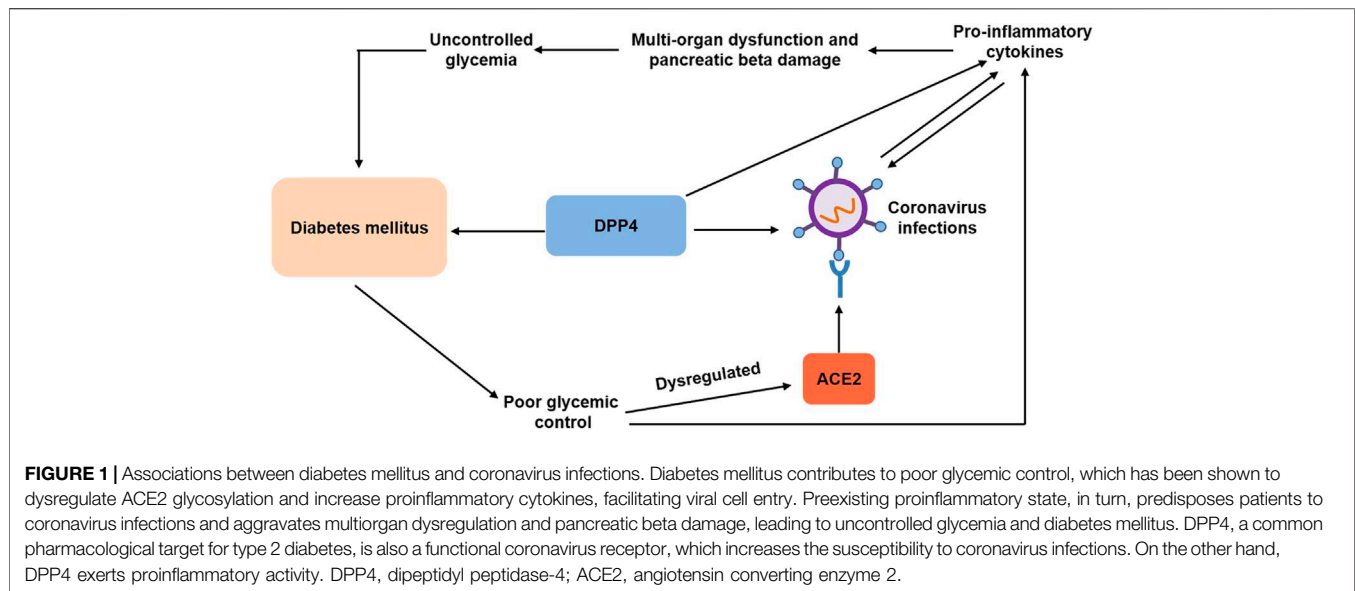 Uncontrolled
glycemia
Multi-organ dysfunction and
pancreatic beta damage
Pro-inflammatory
cytokines
Diabetes mellitus
DPP4
Coronavirus
infections
Dysregulated
ACE2
Poor glycemic
control
FIGURE 1 | Associations between diabetes mellitus and coronavirus infections. Diabetes mellitus contributes to poor glycemic control, which has been shown to
dysregulate ACE2 glycosylation and increase proinflammatory cytokines, facilitating viral cell entry. Preexisting proinflammatory state, in turn, predisposes patients to
coronavirus infections and aggravates multiorgan dysregulation and pancreatic beta damage, leading to uncontrolled glycemia and diabetes mellitus. DPP4, a common
pharmacological target for type 2 diabetes, is also a functional coronavirus receptor, which increases the susceptibility to coronavirus infections. On the other hand,
DPP4 exerts proinflammatory activity. DPP4, dipeptidyl peptidase-4; ACE2, angiotensin converting enzyme 2.